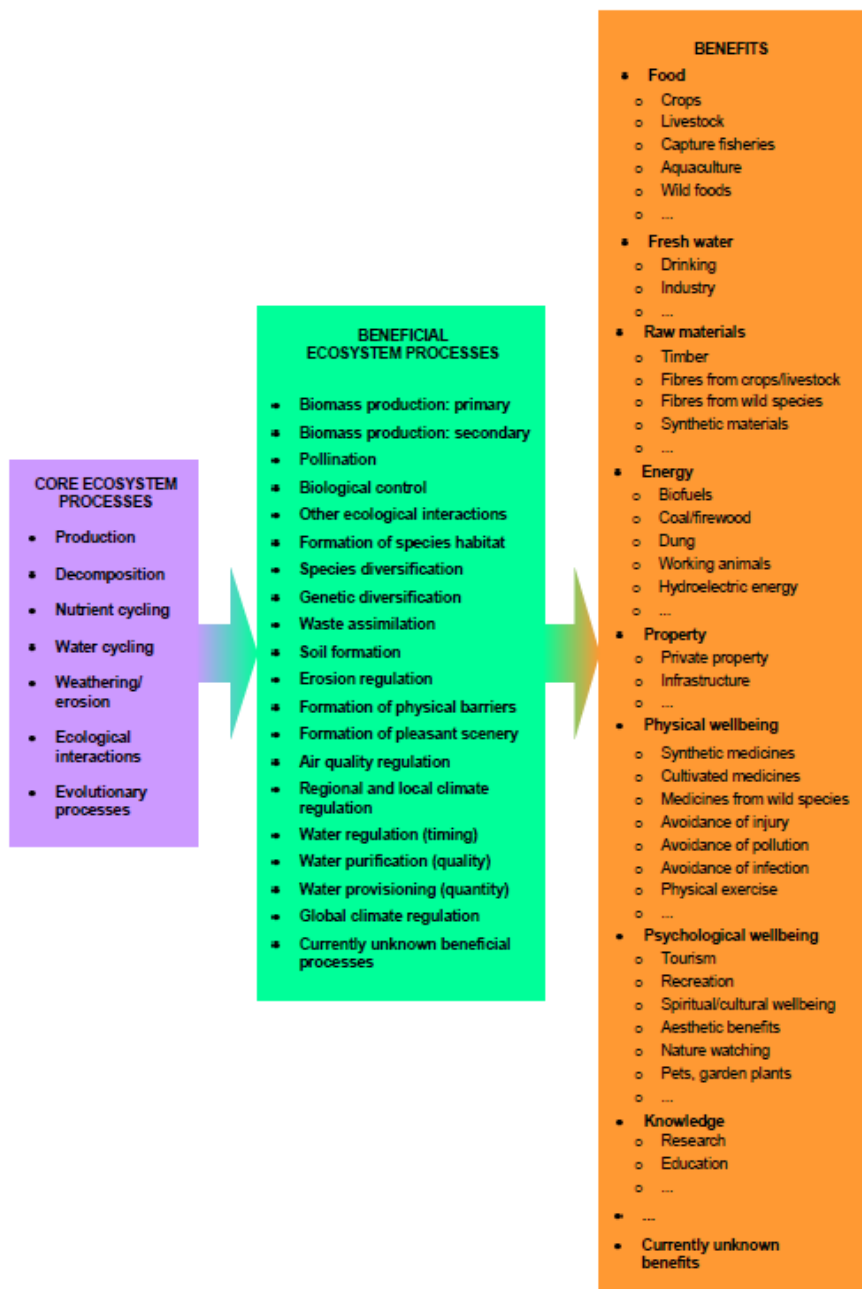 CORE ECOSYSTEM
PROCESSES
• Production
• Decomposition
• Nutrient cycling
• Water cycling
• Weathering/
erosion
• Ecological
interactions
• Evolutionary
processes
BENEFICIAL
ECOSYSTEM PROCESSES
• Biomass production: primary
• Biomass production: secondary
• Pollination
• Biological control
• Other ecological interactions
• Formation of species habitat
• Species diversification
• Genetic diversification
• Waste assimilation
• Soil formation
• Erosion regulation
• Formation of physical barriers
• Formation of pleasant scenery
• Air quality regulation
• Regional and local climate
regulation
• Water regulation (timing)
• Water purification (quality)
• Water provisioning (quantity)
• Global climate regulation
• Currently unknown beneficial
processes
BENEFITS
• Food
o Crops
o Livestock
o Capture fisheries
o Aquaculture
o Wild foods
o ...
• Fresh water
o Drinking
o Industry
o ...
• Raw materials
o Timber
o Fibres from crops/livestock
o Fibres from wild species
o Synthetic materials
o ...
• Energy
o Biofuels
o Coal/firewood
o Dung
o Working animals
o Hydroelectric energy
o ...
• Property
o Private property
o Infrastructure
o ...
• Physical wellbeing
o Synthetic medicines
o Cultivated medicines
o Medicines from wild species
o Avoidance of injury
o Avoidance of pollution
o Avoidance of infection
o Physical exercise
o ...
• Psychological wellbeing
o Tourism
o Recreation
o Spiritual/cultural wellbeing
o Aesthetic benefits
o Nature watching
o Pets, garden plants
o ...
• Knowledge
o Research
o Education
o ...
• ...
• Currently unknown
benefits